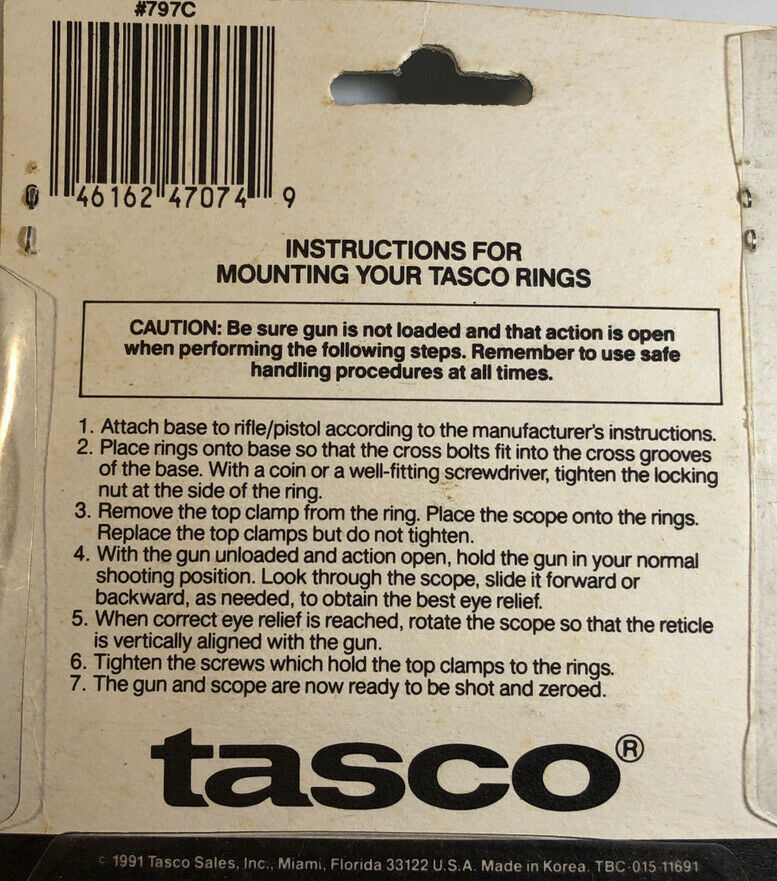 #797C
0 46162 47074 9
INSTRUCTIONS FOR
MOUNTING YOUR TASCO RINGS
CAUTION: Be sure gun is not loaded and that action is open
when performing the following steps. Remember to use safe
handling procedures at all times.
1. Attach base to rifle/pistol according to the manufacturer's instructions.
2. Place rings onto base so that the cross bolts fit into the cross grooves
of the base. With a coin or a well-fitting screwdriver, tighten the locking
nut at the side of the ring.
3. Remove the top clamp from the ring. Place the scope onto the rings.
Replace the top clamps but do not tighten.
4. With the gun unloaded and action open, hold the gun in your normal
shooting position. Look through the scope, slide it forward or
backward, as needed, to obtain the best eye relief.
5. When correct eye relief is reached, rotate the scope so that the reticle
is vertically aligned with the gun.
6. Tighten the screws which hold the top clamps to the rings.
7. The gun and scope are now ready to be shot and zeroed.
tasco®
© 1991 Tasco Sales, Inc., Miami, Florida 33122 U.S.A. Made in Korea. TBC-015 11691